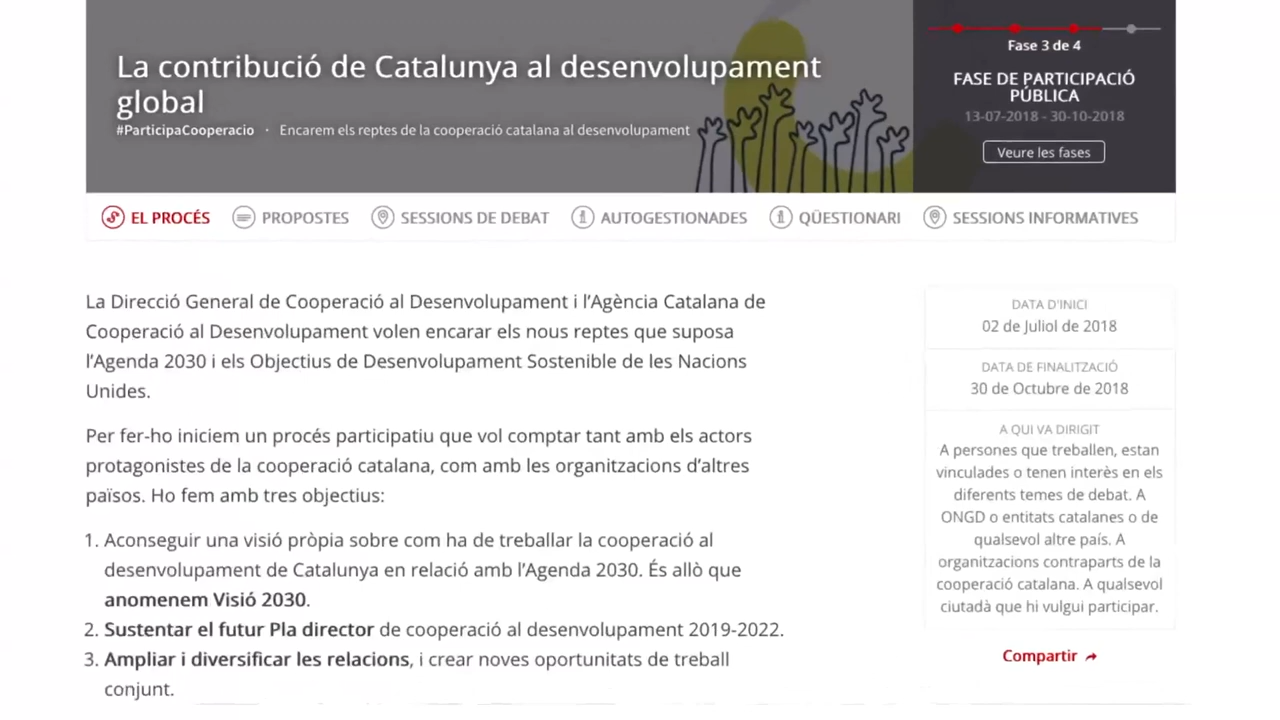 La contribució de Catalunya al desenvolupament
global
#ParticipaCooperacio · Encarem els reptes de la cooperació catalana al desenvolupament
Fase 3 de 4
FASE DE PARTICIPACIÓ
PÚBLICA
13-07-2018 - 30-10-2018
Veure les fases
EL PROCÉS
PROPOSTES
SESSIONS DE DEBAT
AUTOGESTIONADES
QÜESTIONARI
SESSIONS INFORMATIVES
La Direcció General de Cooperació al Desenvolupament i l'Agència Catalana de
Cooperació al Desenvolupament volen encarar els nous reptes que suposa
l'Agenda 2030 i els Objectius de Desenvolupament Sostenible de les Nacions
Unides.
Per fer-ho iniciem un procés participatiu que vol comptar tant amb els actors
protagonistes de la cooperació catalana, com amb les organitzacions d'altres
països. Ho fem amb tres objectius:
1. Aconseguir una visió pròpia sobre com ha de treballar la cooperació al
desenvolupament de Catalunya en relació amb l'Agenda 2030. És allò que
anomenem Visió 2030.
2. Sustentar el futur Pla director de cooperació al desenvolupament 2019-2022.
3. Ampliar i diversificar les relacions, i crear noves oportunitats de treball
conjunt.
DATA D'INICI
02 de Juliol de 2018
DATA DE FINALITZACIÓ
30 de Octubre de 2018
A QUI VA DIRIGIT
A persones que treballen, estan
vinculades o tenen interès en els
diferents temes de debat. A
ONGD o entitats catalanes o de
qualsevol altre país. A
organitzacions contraparts de la
cooperació catalana. A qualsevol
ciutadà que hi vulgui participar.
Compartir